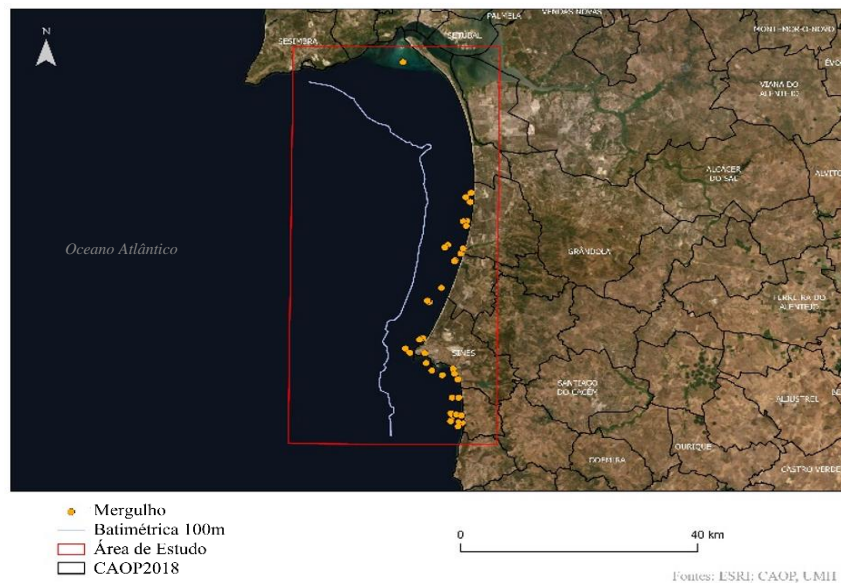 PALMELA
VENDAS NOVAS
SETÚBAL
MONTEMOR-O-NOVO
N
SESIMBRA
VIANA DO
ALENTEJO
ALCÁCER
DO SAL
Oceano Atlântico
GRÂNDOLA
FERREIRA DO
ALENTEJO
SINES
SANTIAGO
DO CACÉM
ALJUSTREL
OURIQUE
ODEMIRA
CASTRO VERDE
Mergulho
Batimétrica 100m
Área de Estudo
CAOP2018
0 40 km
Fontes: ESRI; CAOP, UMH